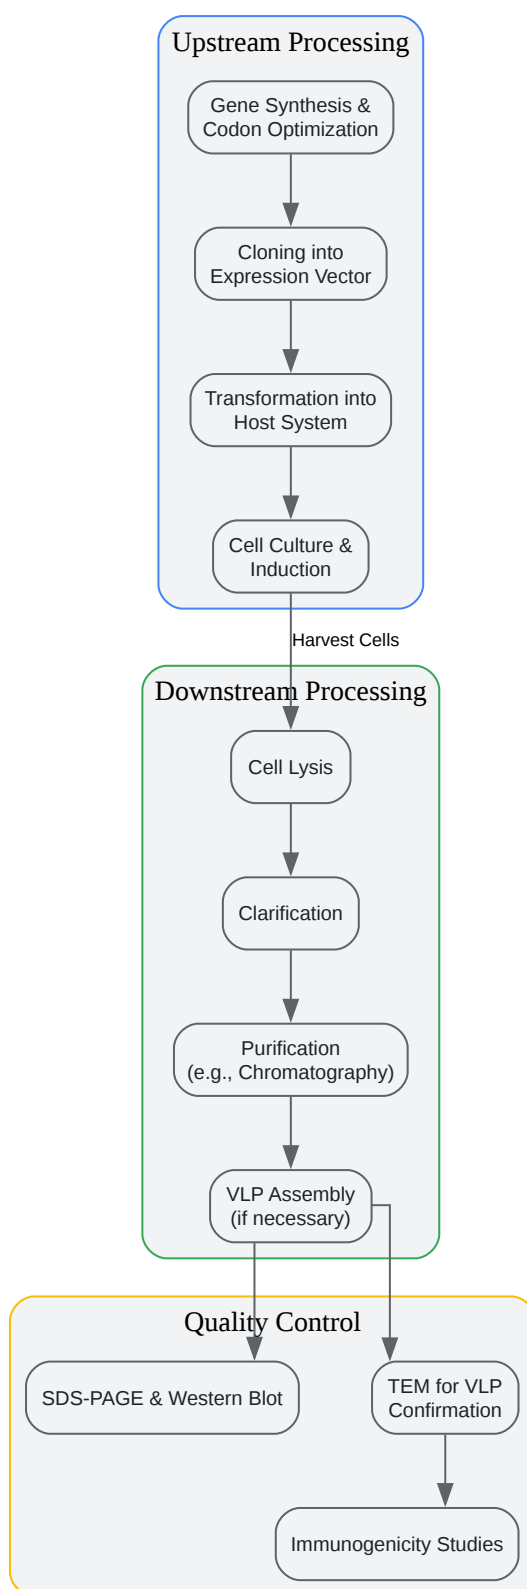 Upstream Processing
Gene Synthesis &
Codon Optimization
Cloning into
Expression Vector
Transformation into
Host System
Cell Culture &
Induction
Harvest Cells
Downstream Processing
Cell Lysis
Clarification
Purification
(e.g., Chromatography)
VLP Assembly
(if necessary)
Quality Control
SDS-PAGE & Western Blot
TEM for VLP
Confirmation
Immunogenicity Studies